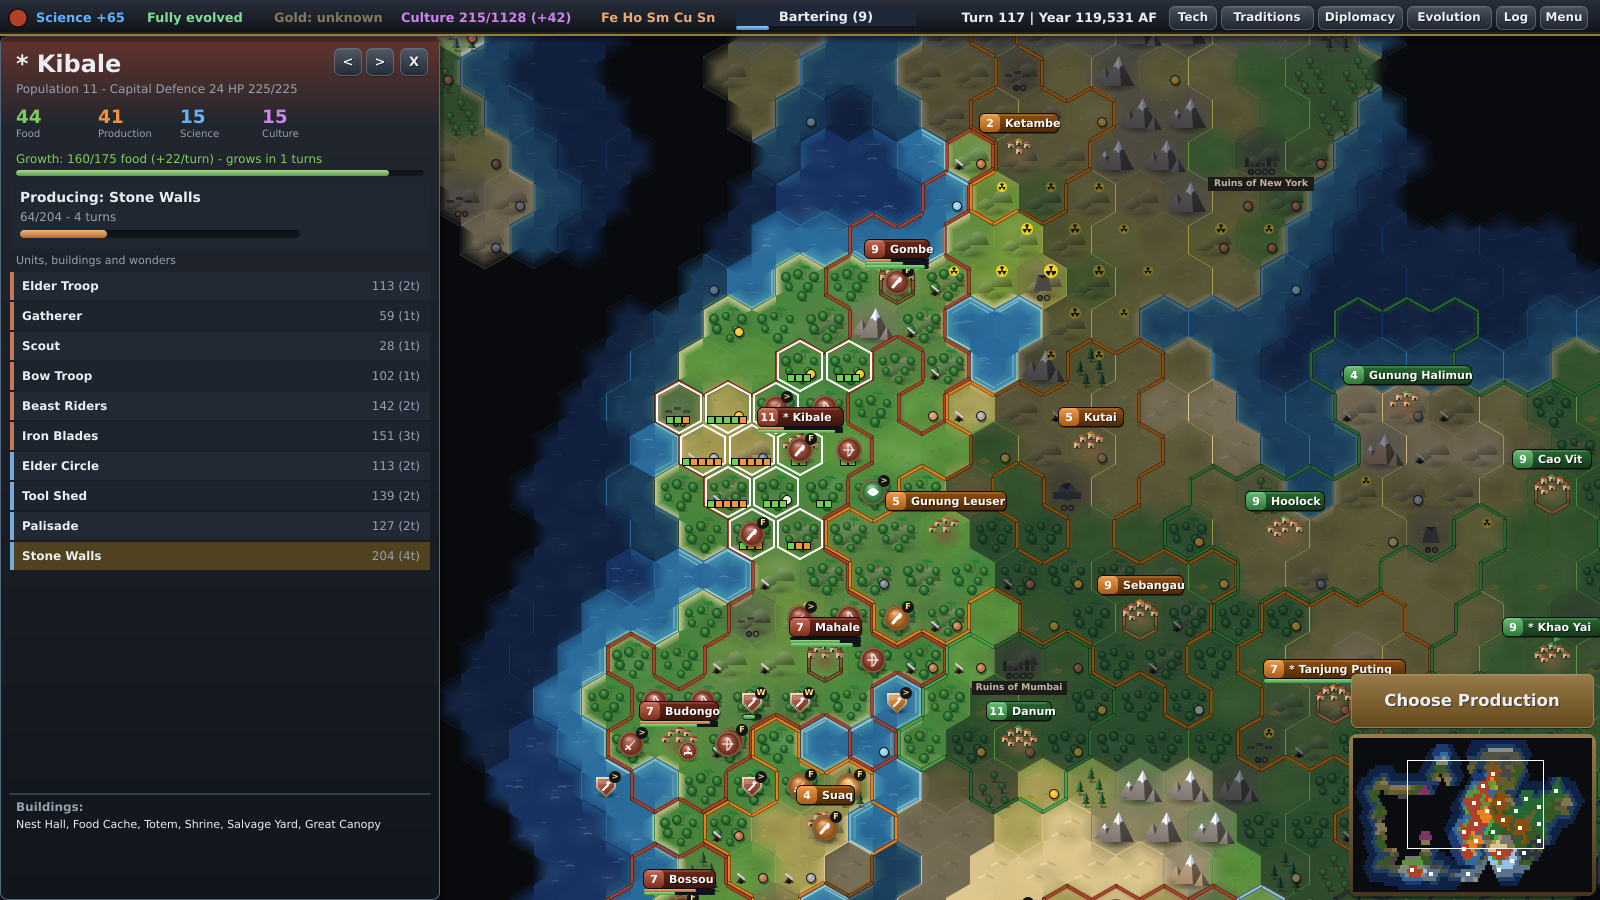 Science +65
Fully evolved
Gold: unknown
Culture 215/1128 (+42)
Fe Ho Sm Cu Sn
Bartering (9)
Turn 117 | Year 119,531 AF
Tech
Traditions
Diplomacy
Evolution
Log
Menu
* Kibale
<
>
X
Population 11 - Capital Defence 24 HP 225/225
44 41 15 15
Food Production Science Culture
Growth: 160/175 food (+22/turn) - grows in 1 turns
Producing: Stone Walls
64/204 - 4 turns
Units, buildings and wonders
Elder Troop 113 (2t)
Gatherer 59 (1t)
Scout 28 (1t)
Bow Troop 102 (1t)
Beast Riders 142 (2t)
Iron Blades 151 (3t)
Elder Circle 113 (2t)
Tool Shed 139 (2t)
Palisade 127 (2t)
Stone Walls 204 (4t)
Buildings:
Nest Hall, Food Cache, Totem, Shrine, Salvage Yard, Great Canopy
2 Ketambe
Ruins of New York
9 Gombe
4 Gunung Halimun
11 * Kibale
5 Kutai
9 Cao Vit
5 Gunung Leuser
9 Hoolock
9 Sebangau
7 Mahale
9 * Khao Yai
7 * Tanjung Puting
Ruins of Mumbai
7 Budongo
11 Danum
4 Suaq
7 Bossou
Choose Production